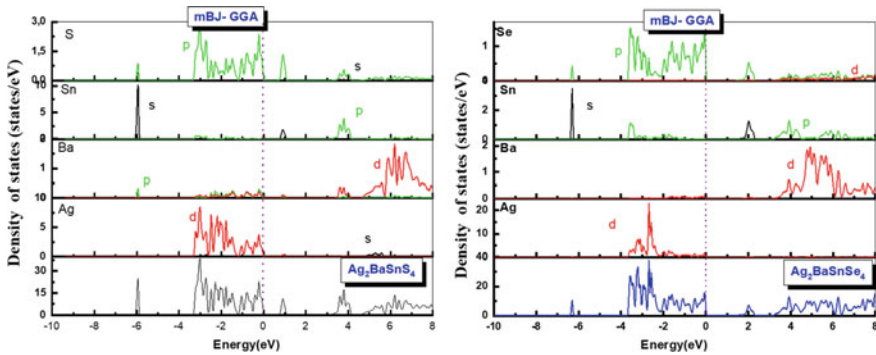 mBJ- GGA
Density of states (states/eV)
3,0
1,5
0,0
S
p
s
10
5
0
Sn
s
p
1
Ba
p
d
10
5
0
Ag
d
s
30
15
0
Ag2BaSnS4
-10 -8 -6 -4 -2 0 2 4 6 8
Energy(eV)
mBJ- GGA
Density of states (states/eV)
1
0
Se
p
d
2
0
Sn
s
p
2
1
0
Ba
d
20
10
Ag
d
40
20
0
Ag2BaSnSe4
-10 -8 -6 -4 -2 0 2 4 6 8
Energy(eV)